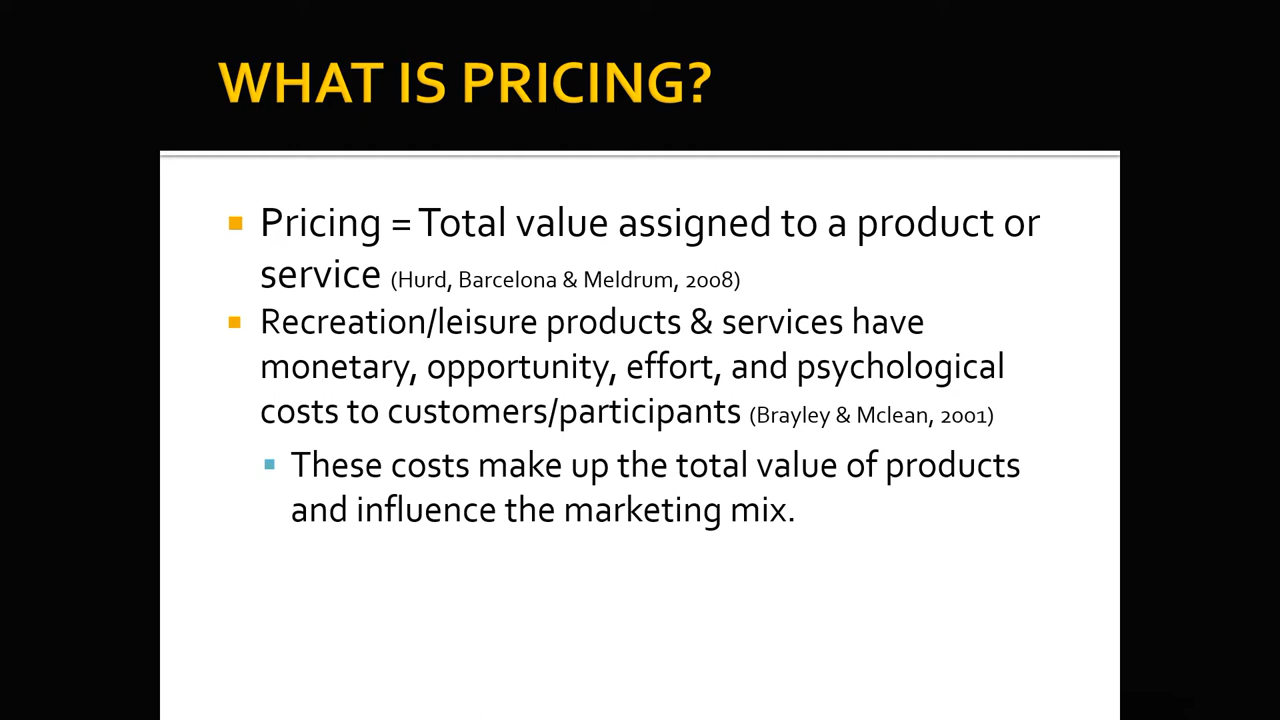 WHAT IS PRICING?
Pricing = Total value assigned to a product or
service (Hurd, Barcelona & Meldrum, 2008)
Recreation/leisure products & services have
monetary, opportunity, effort, and psychological
costs to customers/participants (Brayley & Mclean, 2001)
These costs make up the total value of products
and influence the marketing mix.